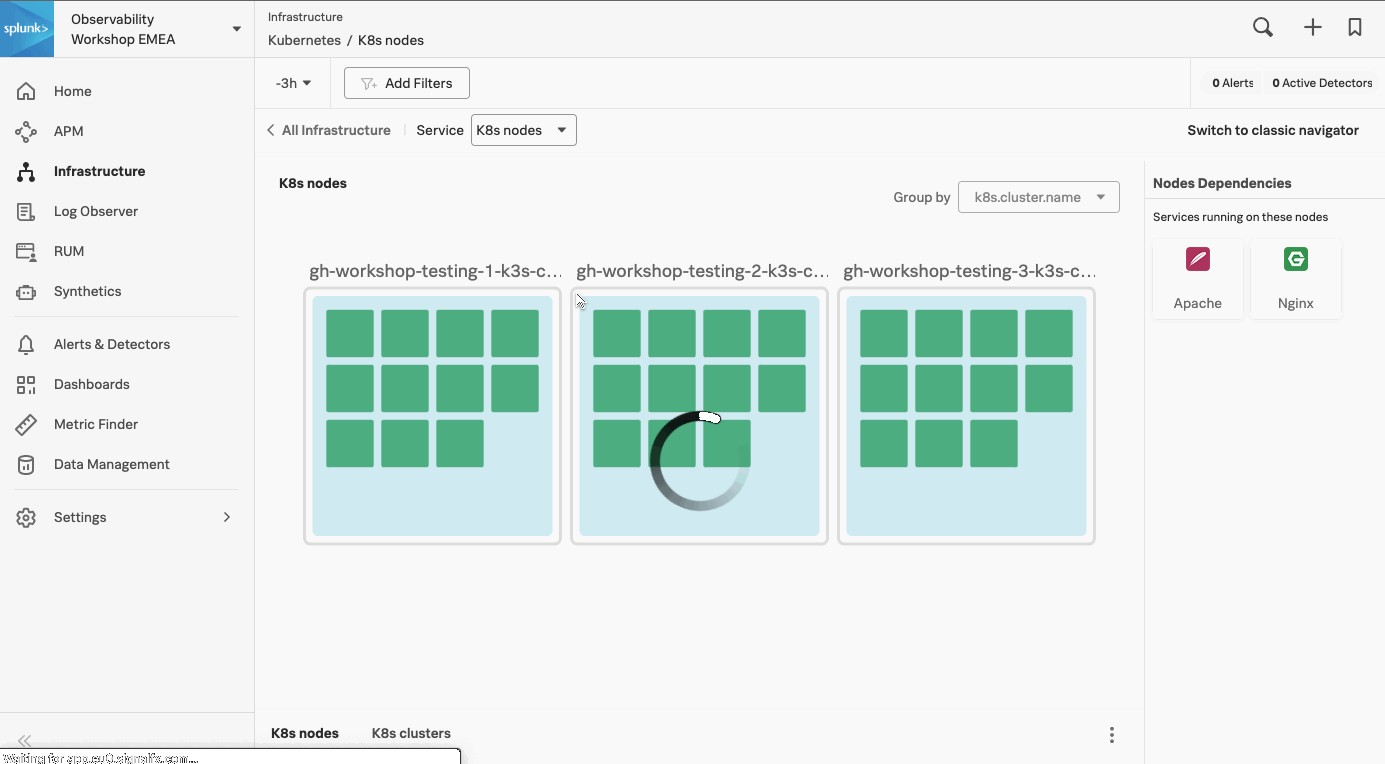 splunk>
Observability
Workshop EMEA
Infrastructure
Kubernetes / K8s nodes
Home
APM
Infrastructure
Log Observer
RUM
Synthetics
Alerts & Detectors
Dashboards
Metric Finder
Data Management
Settings
-3h
Add Filters
0 Alerts
0 Active Detectors
All Infrastructure
Service
K8s nodes
Switch to classic navigator
K8s nodes
Group by
k8s.cluster.name
gh-workshop-testing-1-k3s-c...
gh-workshop-testing-2-k3s-c...
gh-workshop-testing-3-k3s-c...
Nodes Dependencies
Services running on these nodes
Apache
Nginx
K8s nodes
K8s clusters
Waiting for app.eu0.signalfx.com...